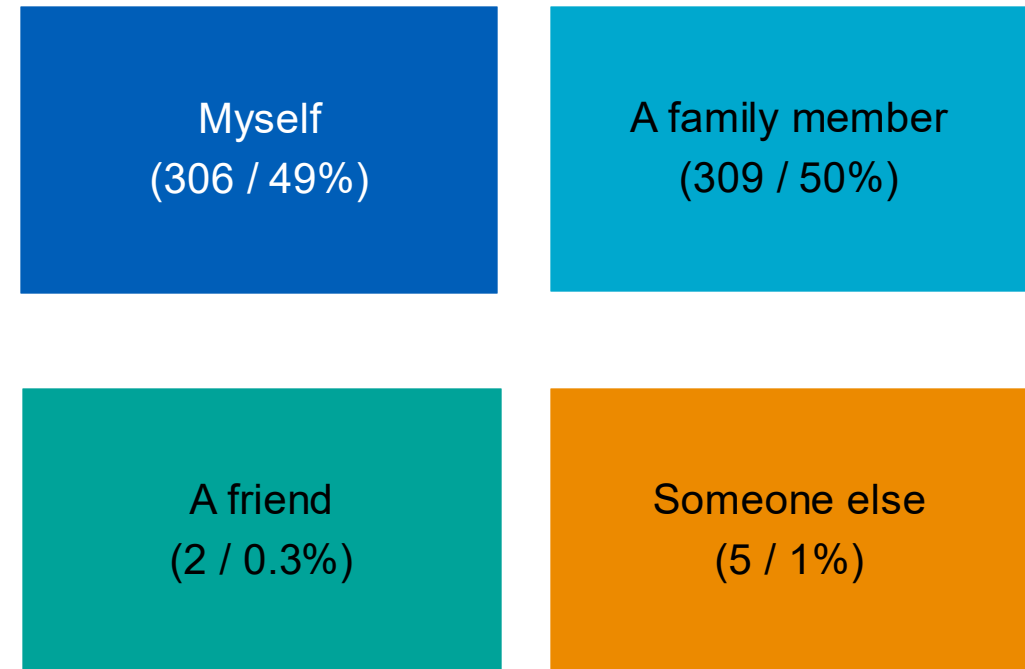 Myself
(306 / 49%)
A family member
(309 / 50%)
A friend
(2 / 0.3%)
Someone else
(5 / 1%)